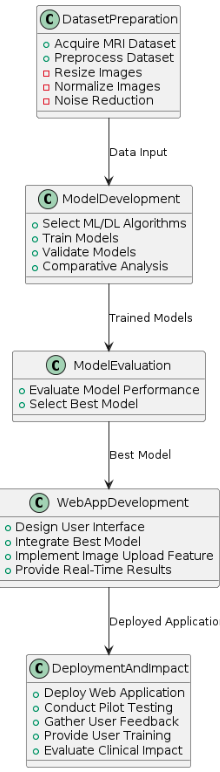 C DatasetPreparation
Acquire MRI Dataset
Preprocess Dataset
Resize Images
Normalize Images
Noise Reduction
Data Input
C ModelDevelopment
Select ML/DL Algorithms
Train Models
Validate Models
Comparative Analysis
Trained Models
C ModelEvaluation
Evaluate Model Performance
Select Best Model
Best Model
C WebAppDevelopment
Design User Interface
Integrate Best Model
Implement Image Upload Feature
Provide Real-Time Results
Deployed Application
C DeploymentAndImpact
Deploy Web Application
Conduct Pilot Testing
Gather User Feedback
Provide User Training
Evaluate Clinical Impact